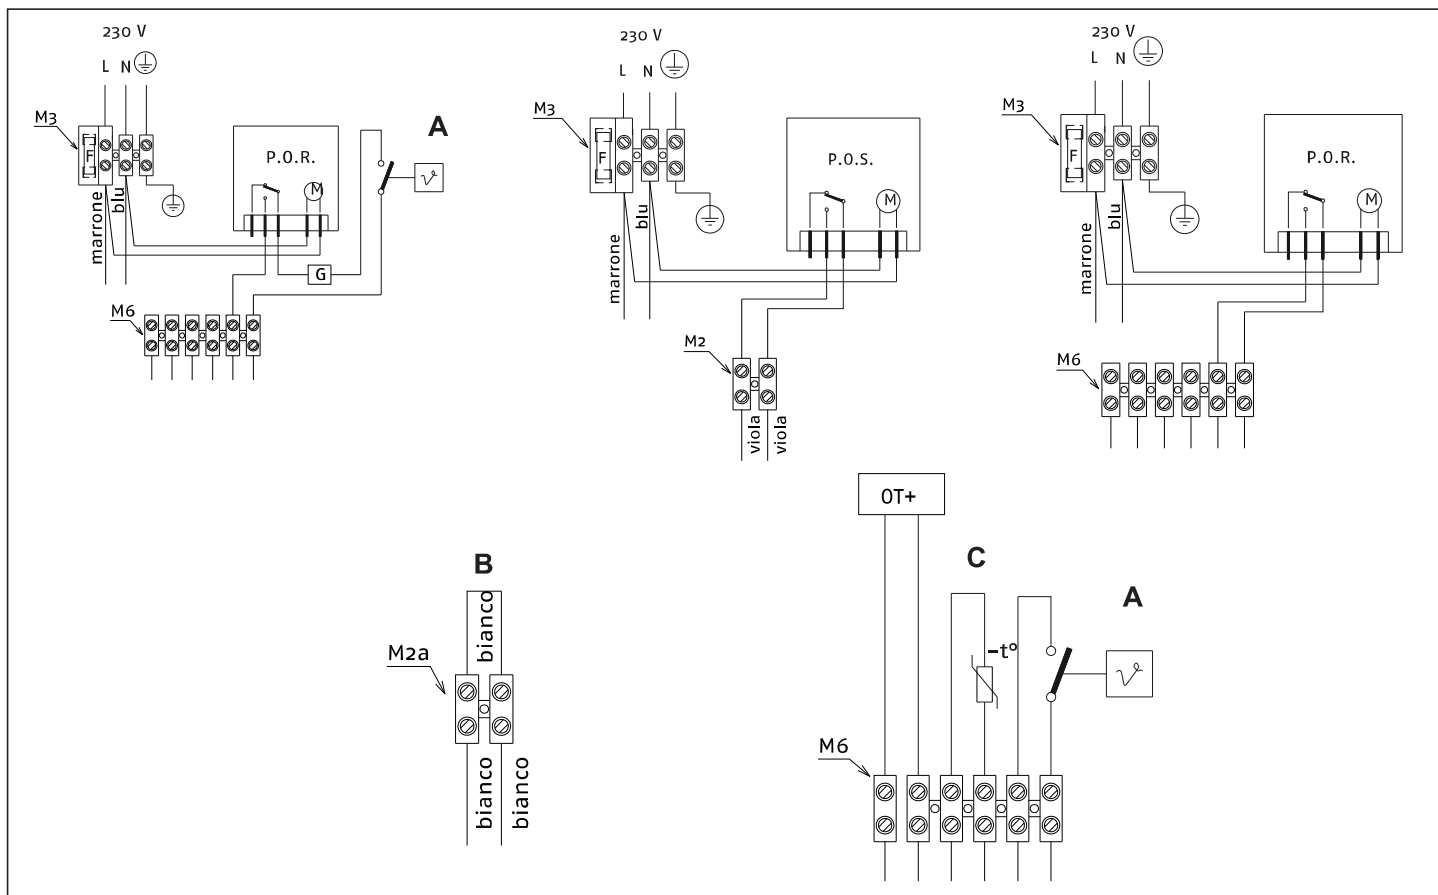 230 V
L N
M3
F
marrone
blu
P.O.R.
M
A
G
M6
230 V
L N
M3
F
marrone
blu
P.O.S.
M
M2
viola
viola
230 V
L N
M3
F
marrone
blu
P.O.R.
M
M6
B
bianco
M2a
bianco
bianco
OT+
C
A
-t°
M6